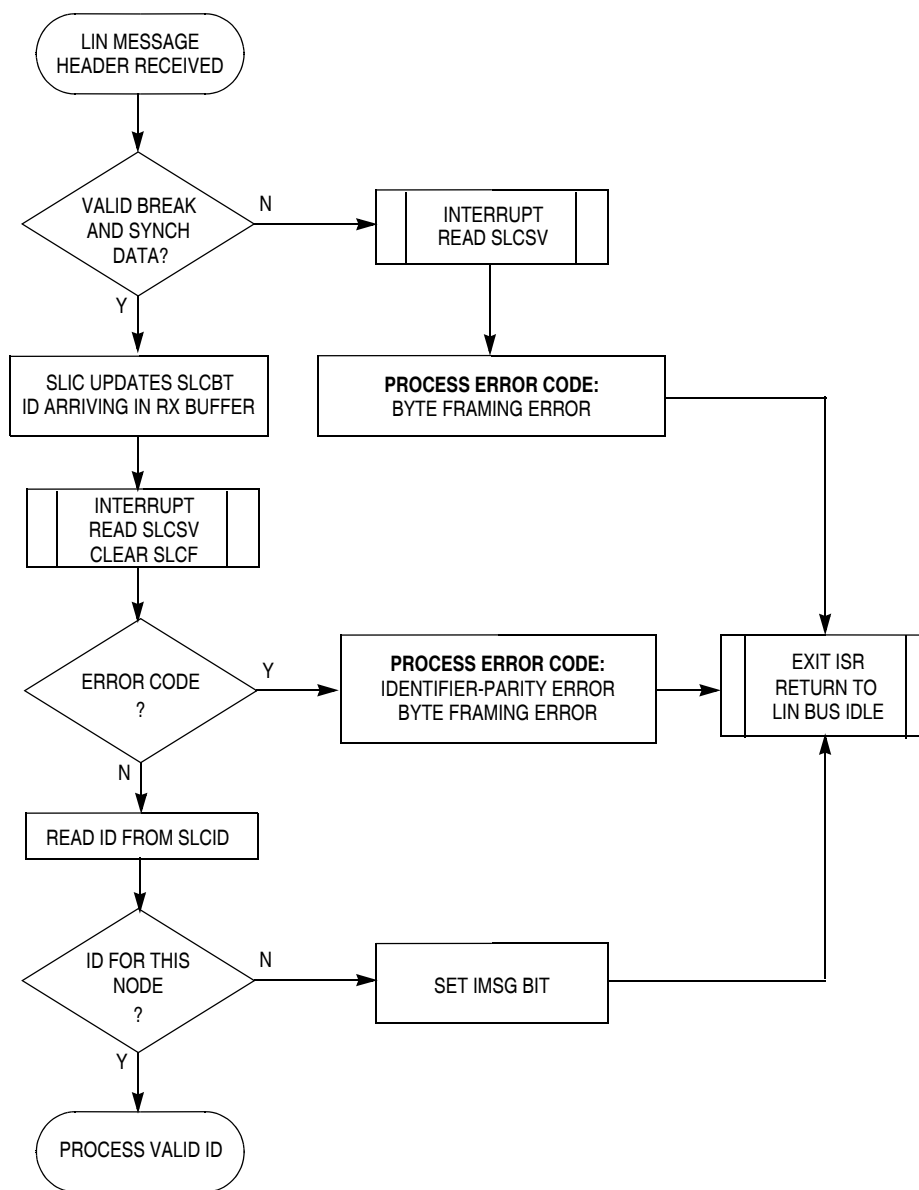 LIN MESSAGE
HEADER RECEIVED
VALID BREAK
AND SYNCH
DATA?
N
Y
INTERRUPT
READ SLCSV
SLIC UPDATES SLCBT
ID ARRIVING IN RX BUFFER
PROCESS ERROR CODE:
BYTE FRAMING ERROR
INTERRUPT
READ SLCSV
CLEAR SLCF
ERROR CODE
?
Y
N
PROCESS ERROR CODE:
IDENTIFIER-PARITY ERROR
BYTE FRAMING ERROR
EXIT ISR
RETURN TO
LIN BUS IDLE
READ ID FROM SLCID
ID FOR THIS
NODE
?
N
Y
SET IMSG BIT
PROCESS VALID ID